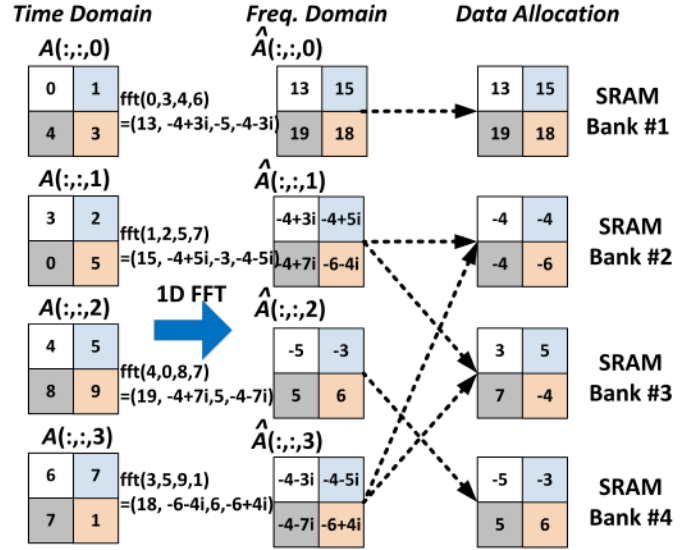 Time Domain
Freq. Domain
Data Allocation
A(:,:,0)
Â(:,:,0)
0 1
4 3
fft(0,3,4,6)
=(13, -4+3i,-5,-4-3i)
13 15
19 18
13 15
19 18
SRAM
Bank #1
A(:,:,1)
Â(:,:,1)
3 2
0 5
fft(1,2,5,7)
=(15, -4+5i,-3,-4-5i)
-4+3i -4+5i
-4+7i -6-4i
-4 -4
-4 -6
SRAM
Bank #2
1D FFT
A(:,:,2)
Â(:,:,2)
4 5
8 9
fft(4,0,8,7)
=(19, -4+7i,5,-4-7i)
-5 -3
5 6
3 5
7 -4
SRAM
Bank #3
A(:,:,3)
Â(:,:,3)
6 7
7 1
fft(3,5,9,1)
=(18, -6-4i,6,-6+4i)
-4-3i -4-5i
-4-7i -6+4i
-5 -3
5 6
SRAM
Bank #4